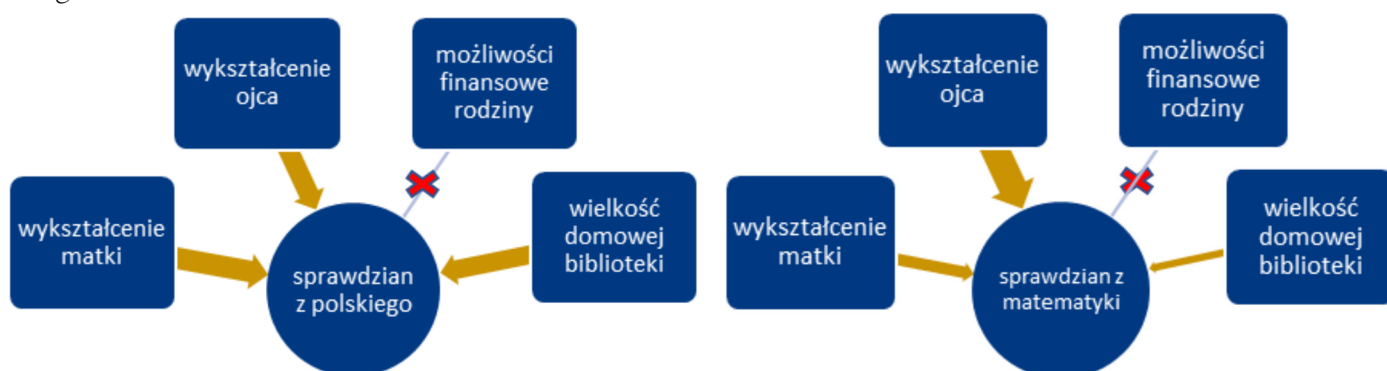 wykształcenie
ojca
możliwości
finansowe
rodziny
wykształcenie
matki
wielkość
domowej
biblioteki
sprawdzian
z polskiego
wykształcenie
ojca
możliwości
finansowe
rodziny
wykształcenie
matki
wielkość
domowej
biblioteki
sprawdzian z
matematyki